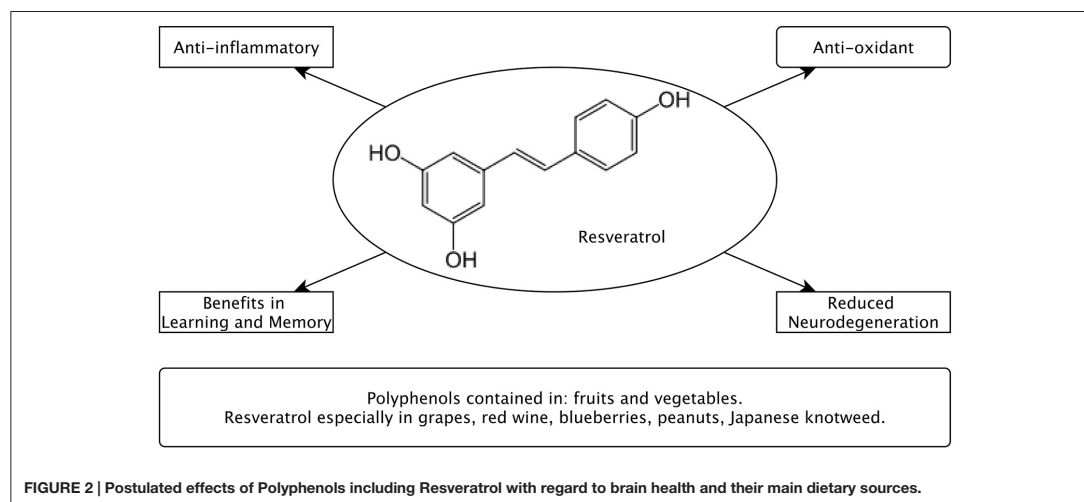 Anti-inflammatory
Anti-oxidant
OH
HO
OH
Resveratrol
Benefits in
Learning and Memory
Reduced
Neurodegeneration
Polyphenols contained in: fruits and vegetables.
Resveratrol especially in grapes, red wine, blueberries, peanuts, Japanese knotweed.
FIGURE 2 | Postulated effects of Polyphenols including Resveratrol with regard to brain health and their main dietary sources.